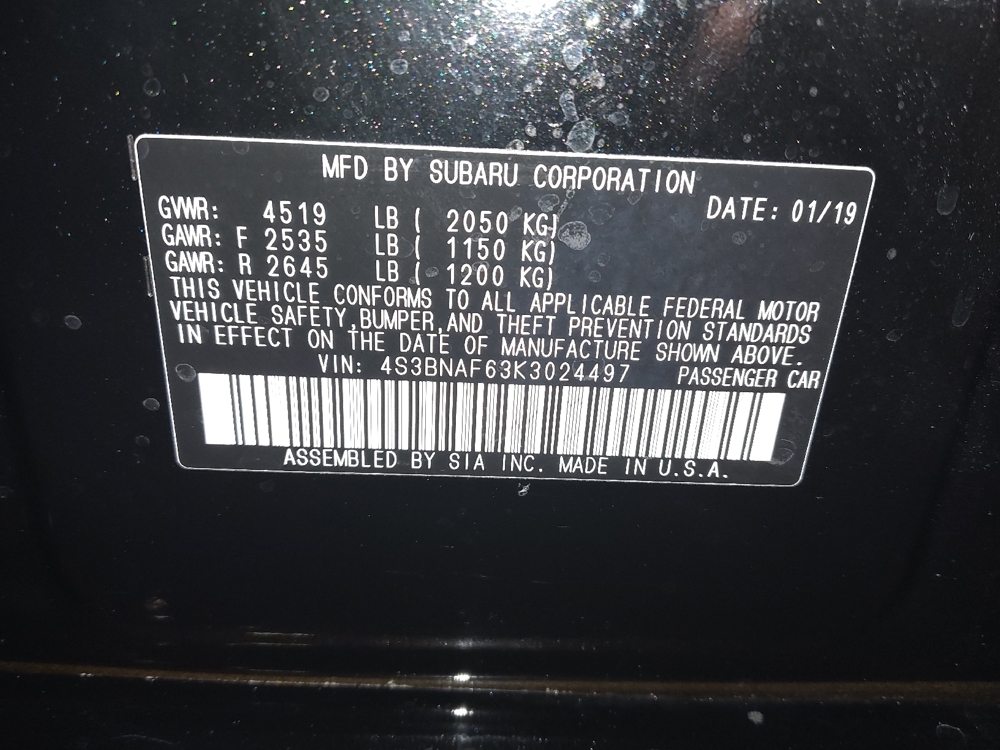 MFD BY SUBARU CORPORATION
GVWR: 4519 LB ( 2050 KG) DATE: 01/19
GAWR: F 2535 LB ( 1150 KG)
GAWR: R 2645 LB ( 1200 KG)
THIS VEHICLE CONFORMS TO ALL APPLICABLE FEDERAL MOTOR
VEHICLE SAFETY,BUMPER,AND THEFT PREVENTION STANDARDS
IN EFFECT ON THE DATE OF MANUFACTURE SHOWN ABOVE.
VIN: 4S3BNAF63K3024497 PASSENGER CAR
ASSEMBLED BY SIA INC. MADE IN U.S.A.